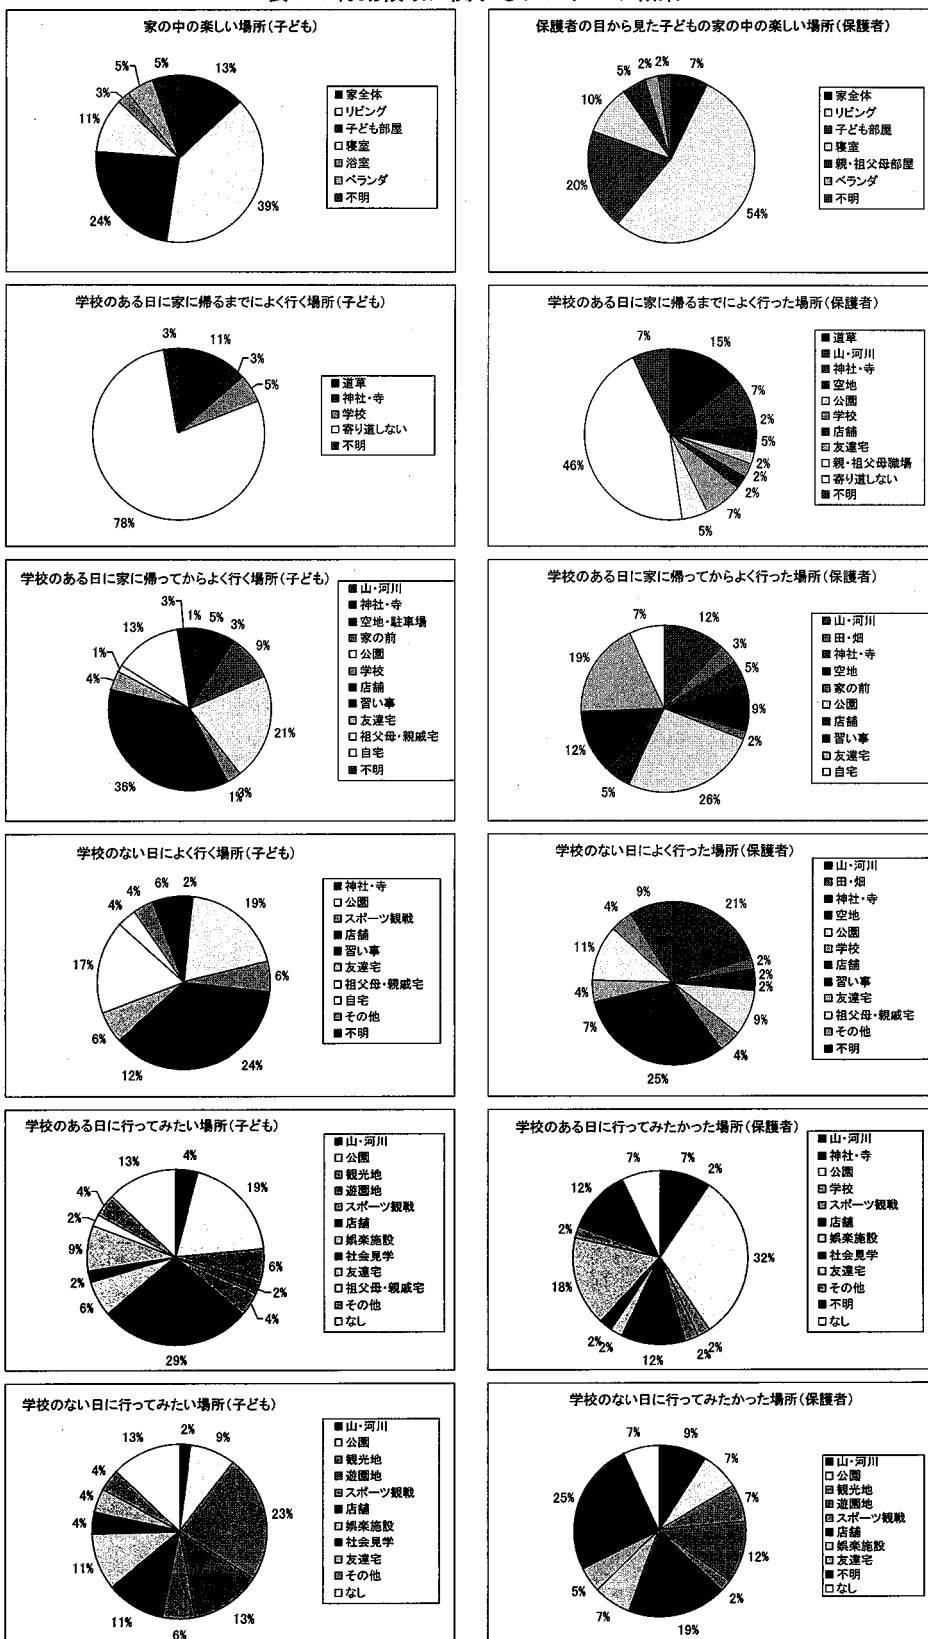 家の中の楽しい場所(子ども)
5%
5%
13%
3%
11%
24%
39%
■家全体
□リビング
■子ども部屋
□寝室
■浴室
■ベランダ
■不明
保護者の目から見た子どもの家の中の楽しい場所(保護者)
5%
2%
2%
7%
10%
20%
54%
■家全体
□リビング
■子ども部屋
□寝室
■親・祖父母部屋
■ベランダ
■不明
学校のある日に家に帰るまでによく行く場所(子ども)
3%
11%
3%
5%
78%
■道草
■神社・寺
■学校
□寄り道しない
■不明
学校のある日に家に帰るまでによく行った場所(保護者)
7%
15%
7%
2%
5%
2%
2%
2%
7%
5%
46%
■道草
■山・河川
■神社・寺
■空地
□公園
■学校
■店舗
■友達宅
□親・祖父母職場
□寄り道しない
■不明
学校のある日に家に帰ってからよく行く場所(子ども)
3%
1%
5%
3%
9%
13%
1%
4%
21%
36%
1%
3%
■山・河川
■神社・寺
■空地・駐車場
■家の前
□公園
■学校
■店舗
■習い事
■友達宅
□祖父母・親戚宅
□自宅
■不明
学校のある日に家に帰ってからよく行った場所(保護者)
7%
12%
3%
5%
9%
2%
26%
5%
12%
19%
■山・河川
■田・畑
■神社・寺
■空地
■家の前
□公園
■店舗
■習い事
■友達宅
□自宅
学校のない日によく行く場所(子ども)
4%
6%
2%
4%
19%
17%
6%
6%
12%
24%
■神社・寺
□公園
■スポーツ観戦
■店舗
■習い事
■友達宅
□祖父母・親戚宅
□自宅
■その他
■不明
学校のない日によく行った場所(保護者)
9%
4%
21%
11%
2%
2%
2%
4%
9%
7%
4%
25%
■山・河川
■田・畑
■神社・寺
■空地
□公園
■学校
■店舗
■習い事
■友達宅
□祖父母・親戚宅
■その他
■不明
学校のある日に行ってみたい場所(子ども)
13%
4%
19%
4%
2%
9%
2%
6%
6%
2%
4%
29%
■山・河川
□公園
■観光地
■遊園地
■スポーツ観戦
■店舗
■娯楽施設
■社会見学
■友達宅
□祖父母・親戚宅
■その他
□なし
学校のある日に行ってみたかった場所(保護者)
7%
7%
2%
12%
2%
32%
18%
2%
2%
12%
2%
2%
■山・河川
■神社・寺
□公園
■学校
■スポーツ観戦
■店舗
■娯楽施設
■社会見学
■友達宅
■その他
■不明
□なし
学校のない日に行ってみたい場所(子ども)
13%
2%
9%
4%
4%
4%
23%
11%
11%
6%
13%
■山・河川
□公園
■観光地
■遊園地
■スポーツ観戦
■店舗
■娯楽施設
■社会見学
■友達宅
■その他
□なし
学校のない日に行ってみたかった場所(保護者)
7%
9%
7%
25%
7%
12%
5%
2%
7%
19%
■山・河川
□公園
■観光地
■遊園地
■スポーツ観戦
■店舗
■娯楽施設
■友達宅
■不明
□なし